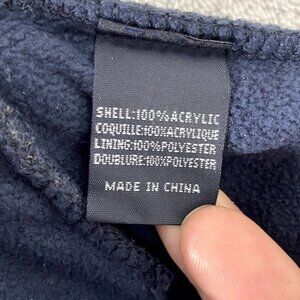 SHELL:100%ACRYLIC
COQUILLE:100%ACRYLIQUE
LINING:100%POLYESTER
DOUBLURE:100%POLYESTER
MADE IN CHINA